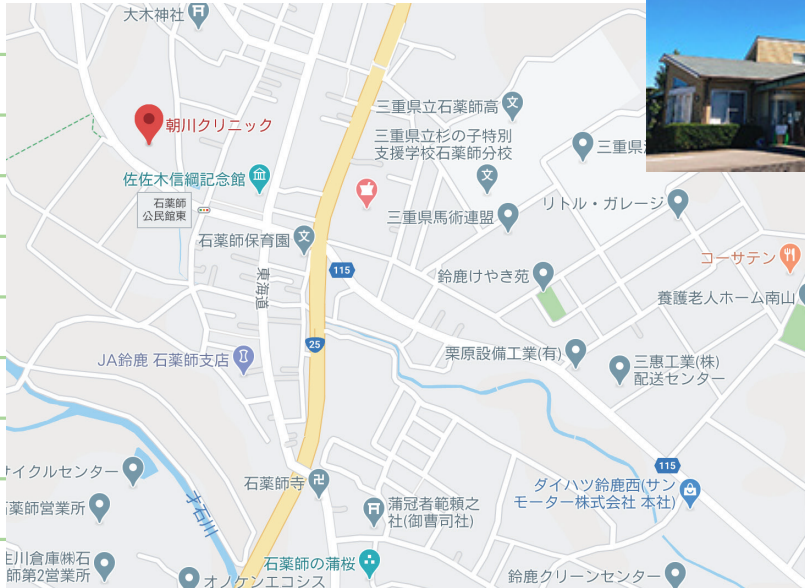 大木神社
朝川クリニック
三重県立石薬師高
三重県立杉の子特別
支援学校石薬師分校
三重県
佐佐木信綱記念館
石薬師
公民館東
三重県馬術連盟
リトル・ガレージ
石薬師保育園
コーサテン
115
鈴鹿けやき苑
東海道
養護老人ホーム南山
25
JA鈴鹿 石薬師支店
栗原設備工業(有)
三惠工業(株)
配送センター
115
サイクルセンター
石薬師寺
ダイハツ鈴鹿西(サン
モーター株式会社 本社)
薬師営業所
蒲冠者範頼之
社(御曹司社)
石薬師の蒲桜
生川倉庫㈱石
師第2営業所
オノケンエコシス
鈴鹿クリーンセンター